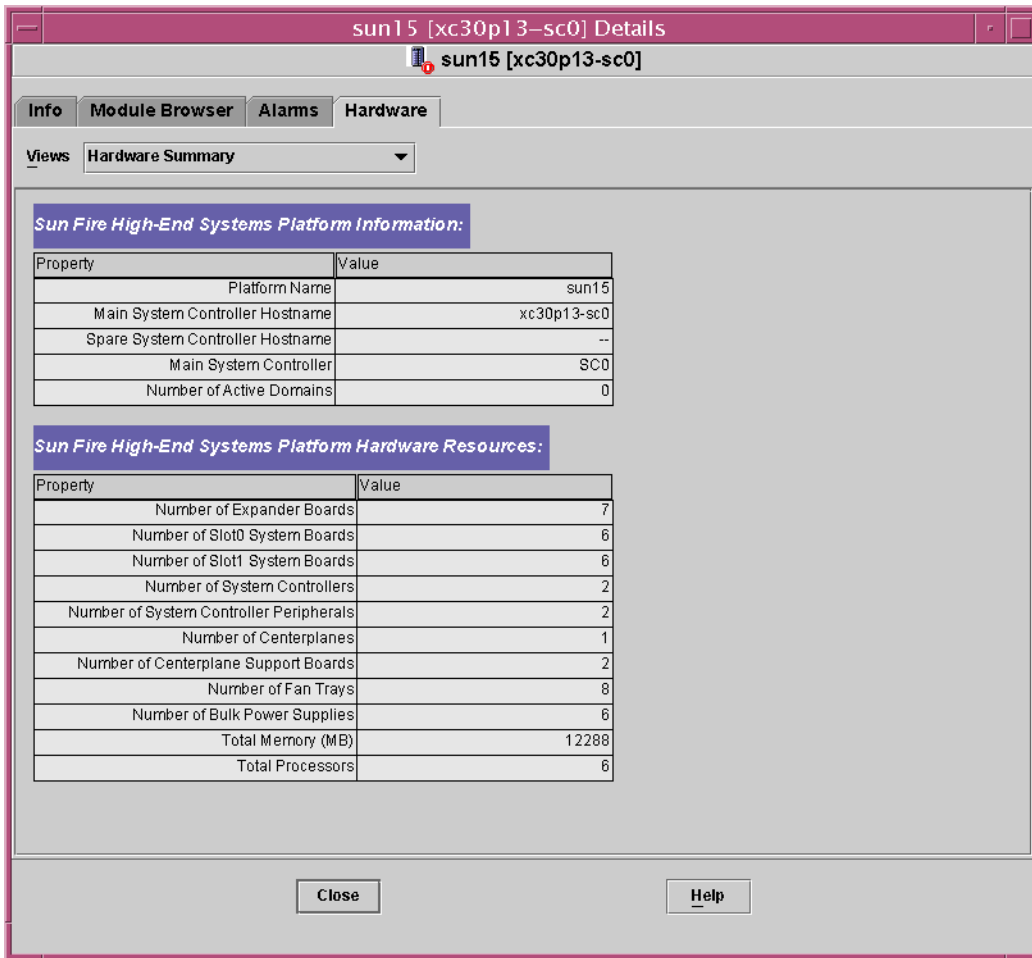 sun15 [xc30p13-sc0] Details
sun15 [xc30p13-sc0]
Info Module Browser Alarms Hardware
Views Hardware Summary
Sun Fire High-End Systems Platform Information:
Property Value
Platform Name sun15
Main System Controller Hostname xc30p13-sc0
Spare System Controller Hostname --
Main System Controller SC0
Number of Active Domains 0
Sun Fire High-End Systems Platform Hardware Resources:
Property Value
Number of Expander Boards 7
Number of Slot0 System Boards 6
Number of Slot1 System Boards 6
Number of System Controllers 2
Number of System Controller Peripherals 2
Number of Centerplanes 1
Number of Centerplane Support Boards 2
Number of Fan Trays 8
Number of Bulk Power Supplies 6
Total Memory (MB) 12288
Total Processors 6
Close Help